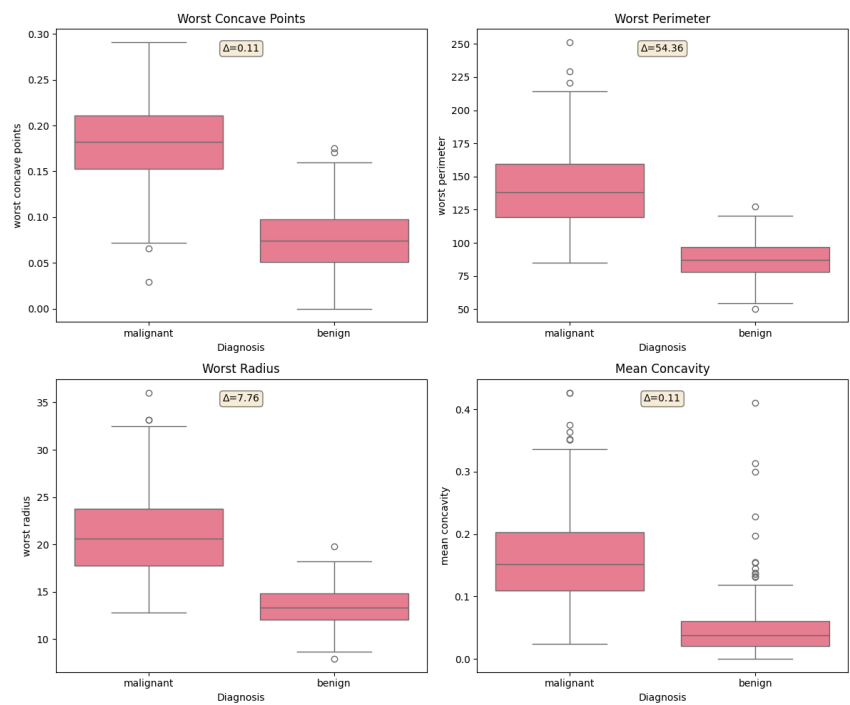 Worst Concave Points
Δ=0.11
0.30
0.25
0.20
0.15
0.10
0.05
0.00
worst concave points
malignant
benign
Diagnosis
Worst Perimeter
Δ=54.36
250
225
200
175
150
125
100
75
50
worst perimeter
malignant
benign
Diagnosis
Worst Radius
Δ=7.76
35
30
25
20
15
10
worst radius
malignant
benign
Diagnosis
Mean Concavity
Δ=0.11
0.4
0.3
0.2
0.1
0.0
mean concavity
malignant
benign
Diagnosis